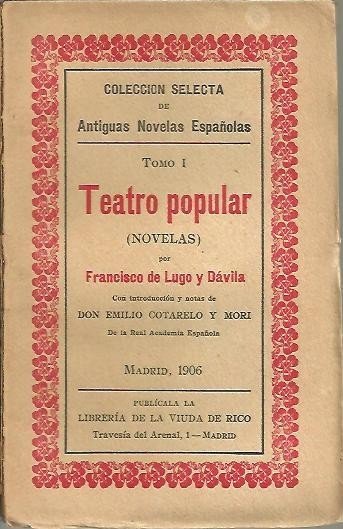 COLECCION SELECTA
DE
Antiguas Novelas Españolas
TOMO I
Teatro popular
(NOVELAS)
por
Francisco de Lugo y Dávila
Con introducción y notas de
DON EMILIO COTARELO Y MORI
De la Real Academia Española
MADRID, 1906
PUBLÍCALA LA
LIBRERÍA DE LA VIUDA DE RICO
Travesía del Arenal, 1—MADRID